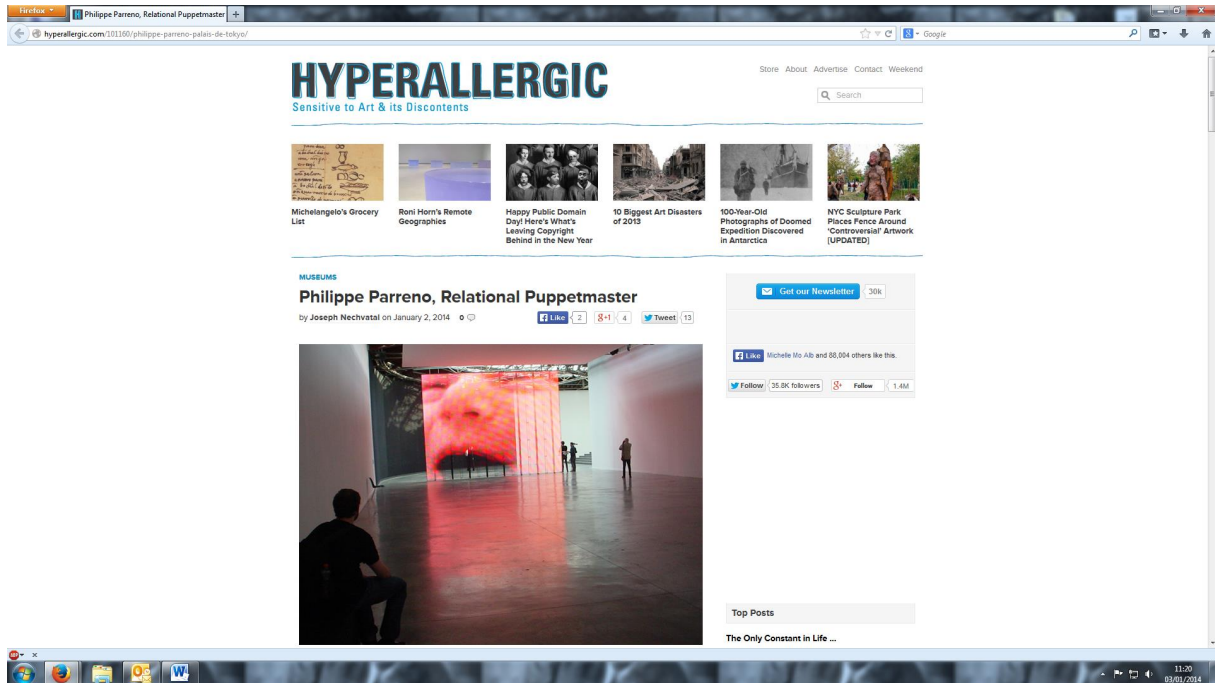 Firefox
Philippe Parreno, Relational Puppetmaster
hyperallergic.com/101160/philippe-parreno-palais-de-tokyo/
Google
HYPERALLERGIC
Sensitive to Art & its Discontents
Store About Advertise Contact Weekend
Search
Michelangelo's Grocery
List
Roni Horn's Remote
Geographies
Happy Public Domain
Day! Here's What's
Leaving Copyright
Behind in the New Year
10 Biggest Art Disasters
of 2013
100-Year-Old
Photographs of Doomed
Expedition Discovered
in Antarctica
NYC Sculpture Park
Places Fence Around
'Controversial' Artwork
[UPDATED]
MUSEUMS
Philippe Parreno, Relational Puppetmaster
by Joseph Nechvatal on January 2, 2014 0
Like 2
+1 4
Tweet 13
Get our Newsletter 30k
Like Michelle Mo Alb and 88,004 others like this.
Follow 35.8K followers
Follow 1.4M
Top Posts
The Only Constant in Life ...
11:20
03/01/2014